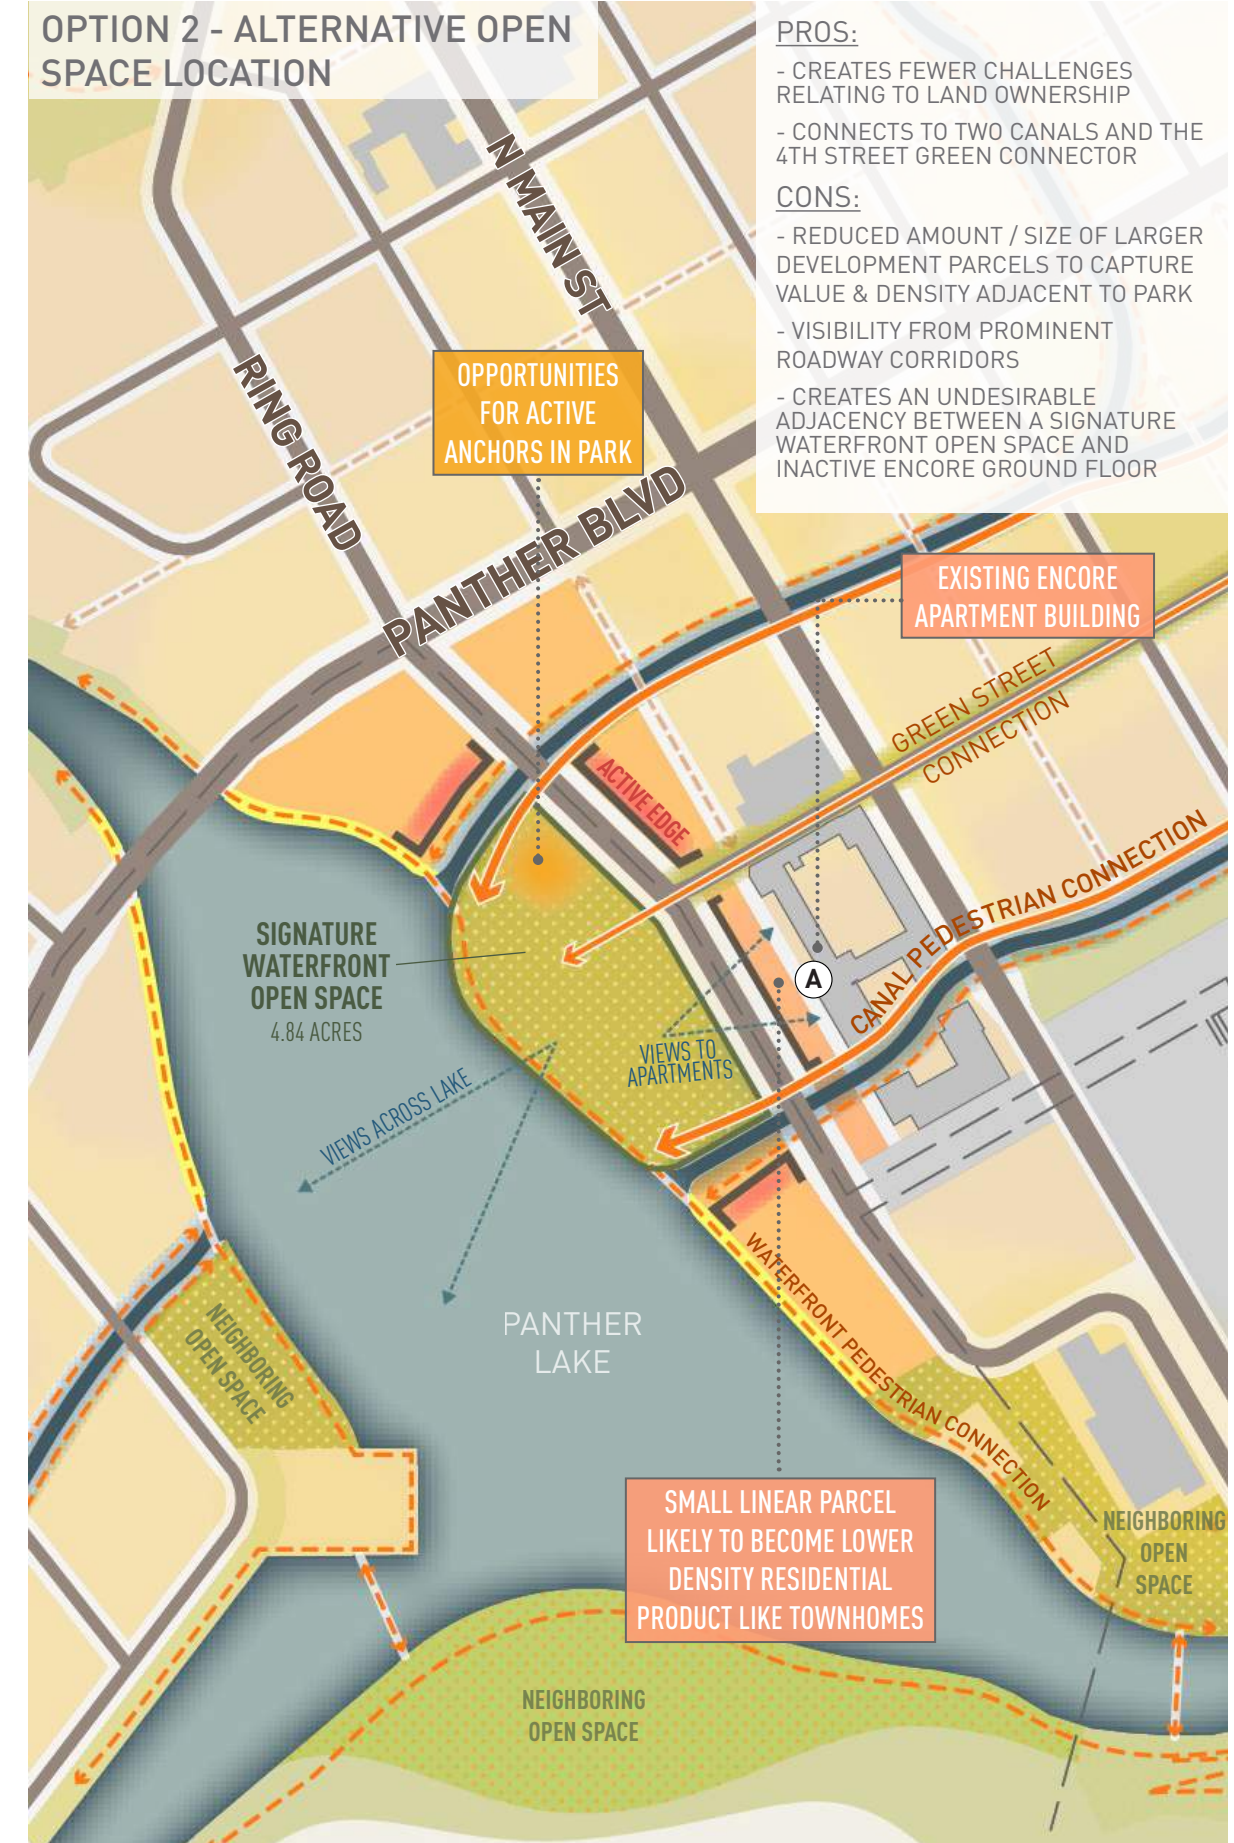 OPTION 2 - ALTERNATIVE OPEN
SPACE LOCATION
PROS:
- CREATES FEWER CHALLENGES
RELATING TO LAND OWNERSHIP
- CONNECTS TO TWO CANALS AND THE
4TH STREET GREEN CONNECTOR
CONS:
- REDUCED AMOUNT / SIZE OF LARGER
DEVELOPMENT PARCELS TO CAPTURE
VALUE & DENSITY ADJACENT TO PARK
- VISIBILITY FROM PROMINENT
ROADWAY CORRIDORS
- CREATES AN UNDESIRABLE
ADJACENCY BETWEEN A SIGNATURE
WATERFRONT OPEN SPACE AND
INACTIVE ENCORE GROUND FLOOR
N MAIN ST
RING ROAD
OPPORTUNITIES
FOR ACTIVE
ANCHORS IN PARK
PANTHER BLVD
EXISTING ENCORE
APARTMENT BUILDING
GREEN STREET
CONNECTION
ACTIVE EDGE
CANAL PEDESTRIAN CONNECTION
SIGNATURE
WATERFRONT
OPEN SPACE
4.84 ACRES
A
VIEWS TO
APARTMENTS
VIEWS ACROSS LAKE
WATERFRONT PEDESTRIAN CONNECTION
PANTHER
LAKE
NEIGHBORING
OPEN SPACE
SMALL LINEAR PARCEL
LIKELY TO BECOME LOWER
DENSITY RESIDENTIAL
PRODUCT LIKE TOWNHOMES
NEIGHBORING
OPEN
SPACE
NEIGHBORING
OPEN SPACE